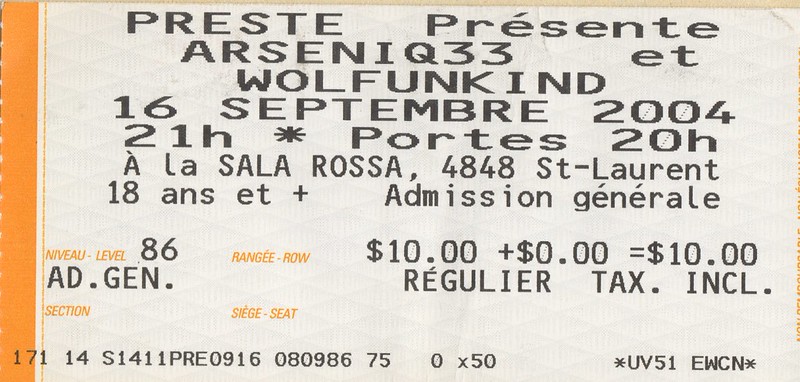 PRESTE Présente
ARSENIQ33 et
WOLFUNKIND
16 SEPTEMBRE 2004
21h * Portes 20h
À la SALA ROSSA, 4848 St-Laurent
18 ans et + Admission générale
NIVEAU - LEVEL 86 RANGÉE - ROW $10.00 +$0.00 =$10.00
AD.GEN. RÉGULIER TAX. INCL.
SECTION SIÈGE - SEAT
171 14 S1411PRE0916 080986 75 0 x50 *UV51 EWCN*